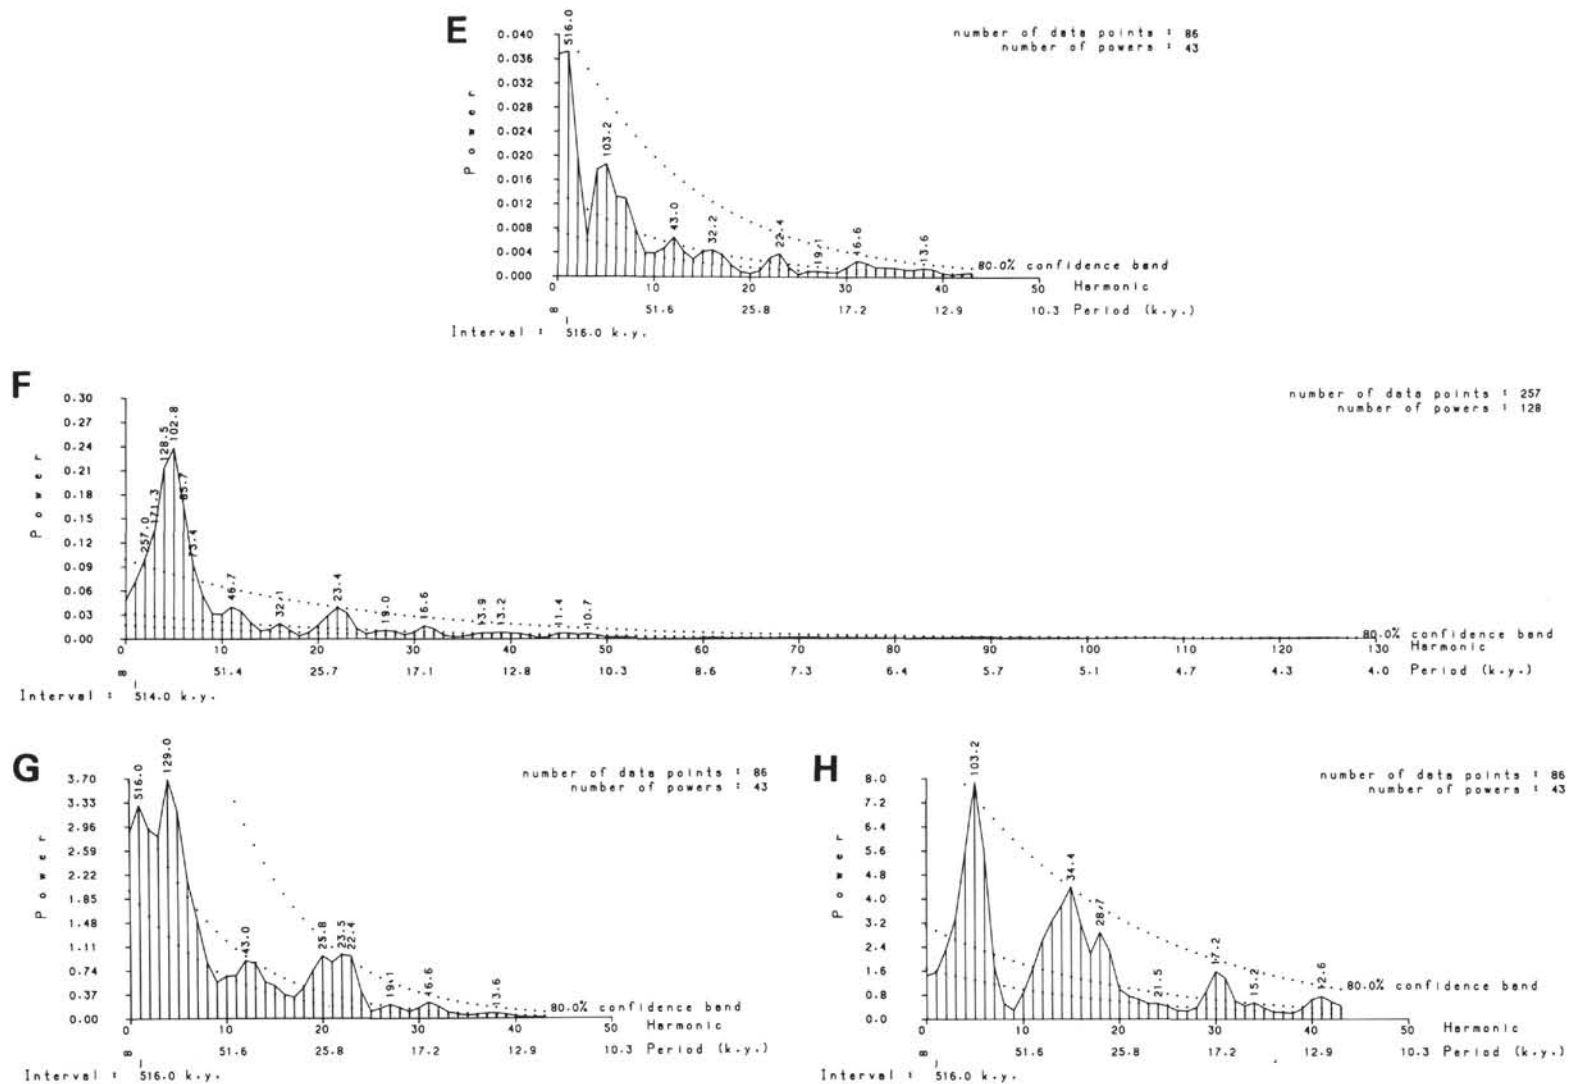 E
number of data points : 86
number of powers : 43
Power
0.040
0.036
0.032
0.028
0.024
0.020
0.016
0.012
0.008
0.004
0.000
516.0
103.2
43.0
32.2
22.4
19.1
16.6
13.6
80.0% confidence band
0 10 20 30 40 50
Harmonic
∞ 51.6 25.8 17.2 12.9 10.3 Period (k.y.)
Interval : 516.0 k.y.
F
number of data points : 257
number of powers : 128
Power
0.30
0.27
0.24
0.21
0.18
0.15
0.12
0.09
0.06
0.03
0.00
257.0
171.3
128.5
102.8
85.7
73.4
46.7
32.1
23.4
19.0
16.6
13.9
13.2
11.4
10.7
80.0% confidence band
0 10 20 30 40 50 60 70 80 90 100 110 120 130
Harmonic
∞ 51.4 25.7 17.1 12.8 10.3 8.6 7.3 6.4 5.7 5.1 4.7 4.3 4.0 Period (k.y.)
Interval : 514.0 k.y.
G
number of data points : 86
number of powers : 43
Power
3.70
3.33
2.96
2.59
2.22
1.85
1.48
1.11
0.74
0.37
0.00
516.0
129.0
43.0
25.8
23.5
22.4
19.1
16.6
13.6
80.0% confidence band
0 10 20 30 40 50
Harmonic
∞ 51.6 25.8 17.2 12.9 10.3 Period (k.y.)
Interval : 516.0 k.y.
H
number of data points : 86
number of powers : 43
Power
8.0
7.2
6.4
5.6
4.8
4.0
3.2
2.4
1.6
0.8
0.0
103.2
34.4
28.7
21.5
17.2
15.2
12.6
80.0% confidence band
0 10 20 30 40 50
Harmonic
∞ 51.6 25.8 17.2 12.9 10.3 Period (k.y.)
Interval : 516.0 k.y.